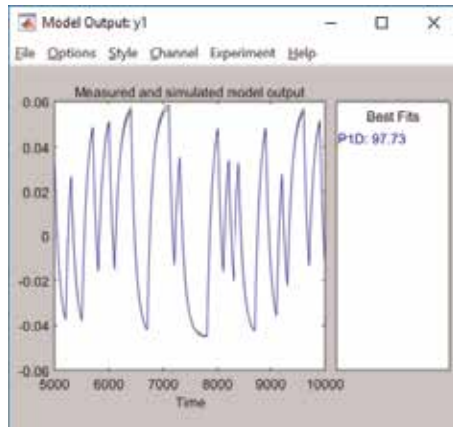 Model Output: y1
File Options Style Channel Experiment Help
Measured and simulated model output
0.06
0.04
0.02
0
-0.02
-0.04
-0.06
5000 6000 7000 8000 9000 10000
Time
Best Fits
P1D: 97.73